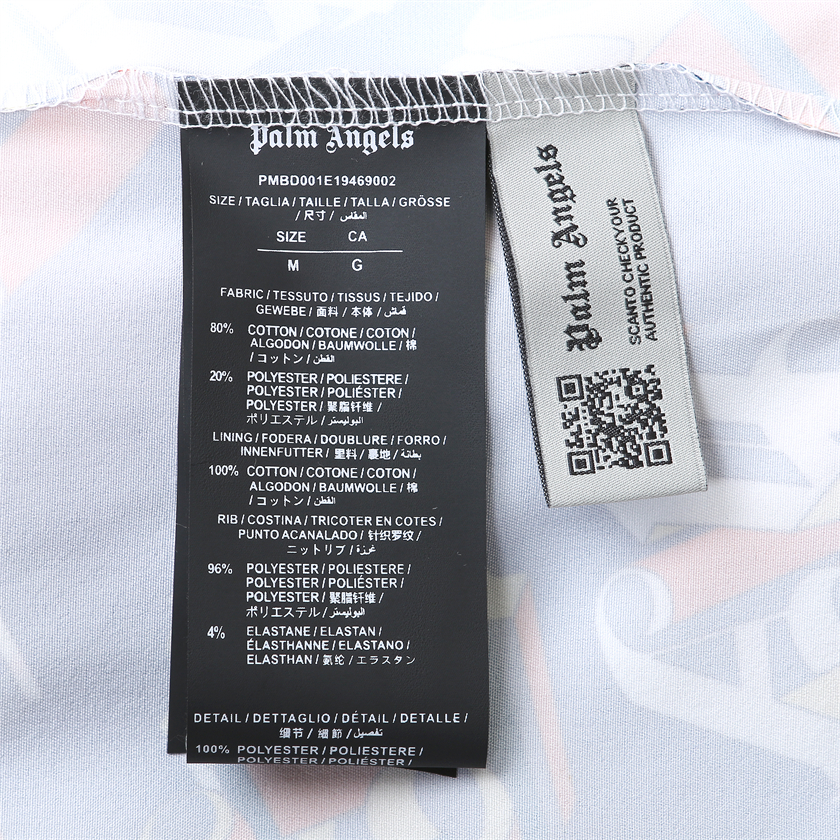 Palm Angels
PMBD001E19469002
SIZE / TAGLIA / TAILLE / TALLA / GRÖSSE
/ 尺寸 / المقاس
SIZE CA
M G
FABRIC / TESSUTO / TISSUS / TEJIDO /
GEWEBE / 面料 / 本体 / قماش
80% COTTON / COTONE / COTON /
ALGODON / BAUMWOLLE / 棉
/ コットン / القطن
20% POLYESTER / POLIESTERE /
POLYESTER / POLIÉSTER /
POLYESTER / 聚脂纤维 /
ポリエステル / البوليستر
LINING / FODERA / DOUBLURE / FORRO /
INNENFUTTER / 里料 / 裏地 / بطانة
100% COTTON / COTONE / COTON /
ALGODON / BAUMWOLLE / 棉
/ コットン / القطن
RIB / COSTINA / TRICOTER EN COTES /
PUNTO ACANALADO / 针织罗纹 /
ニットリブ / غرزة
96% POLYESTER / POLIESTERE /
POLYESTER / POLIÉSTER /
POLYESTER / 聚脂纤维 /
ポリエステル / البوليستر
4% ELASTANE / ELASTAN /
ÉLASTHANNE / ELASTANO /
ELASTHAN / 氨纶 / エラスタン
DETAIL / DETTAGLIO / DÉTAIL / DETALLE /
细节 / 細節 / تفصيل
100% POLYESTER / POLIESTERE /
POLYESTER / POLIÉSTER /
Palm Angels
SCANTO CHECKYOUR
AUTHENTIC PRODUCT